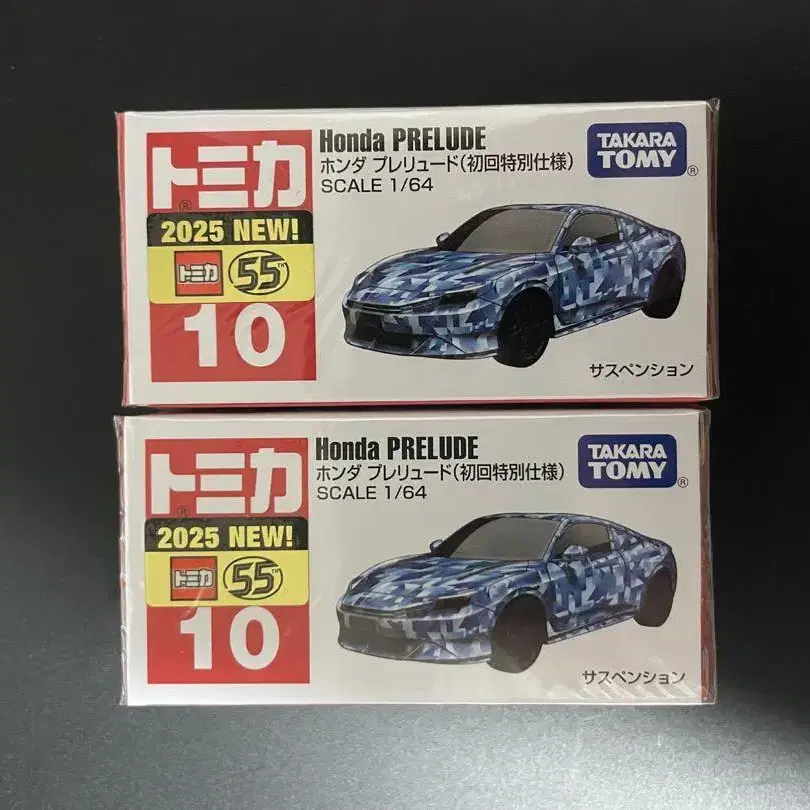 Honda PRELUDE
ホンダ プレリュード(初回特別仕様)
SCALE 1/64
TAKARA
TOMY
®
トミカ
®
2025 NEW!
トミカ 55TH
10
サスペンション
Honda PRELUDE
ホンダ プレリュード(初回特別仕様)
SCALE 1/64
TAKARA
TOMY
®
トミカ
®
2025 NEW!
トミカ 55TH
10
サスペンション